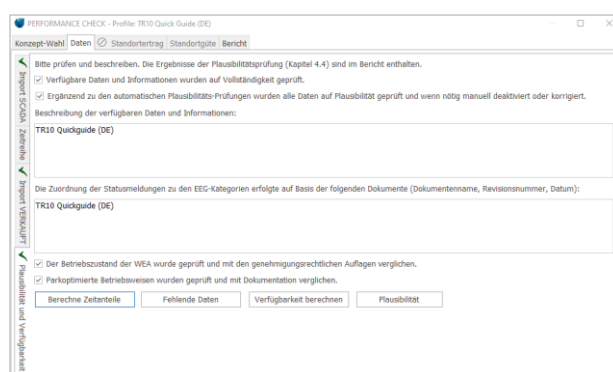 PERFORMANCE CHECK - Profile: TR10 Quick Guide (DE)
Konzept-Wahl Daten Standortertrag Standortgüte Bericht
Bitte prüfen und beschreiben. Die Ergebnisse der Plausibilitätsprüfung (Kapitel 4.4) sind im Bericht enthalten.
Verfügbare Daten und Informationen wurden auf Vollständigkeit geprüft.
Ergänzend zu den automatischen Plausibilitäts-Prüfungen wurden alle Daten auf Plausibilität geprüft und wenn nötig manuell deaktiviert oder korrigiert.
Beschreibung der verfügbaren Daten und Informationen:
TR10 Quickguide (DE)
Die Zuordnung der Statusmeldungen zu den EEG-Kategorien erfolgte auf Basis der folgenden Dokumente (Dokumentenname, Revisionsnummer, Datum):
TR10 Quickguide (DE)
Der Betriebszustand der WEA wurde geprüft und mit den genehmigungsrechtlichen Auflagen verglichen.
Parkoptimierte Betriebsweisen wurden geprüft und mit Dokumentation verglichen.
Berechne Zeitanteile Fehlende Daten Verfügbarkeit berechnen Plausibilität
Import SCADA
Zeitreihe
Import VERKAUFT
Plausibilität und Verfügbarkeit